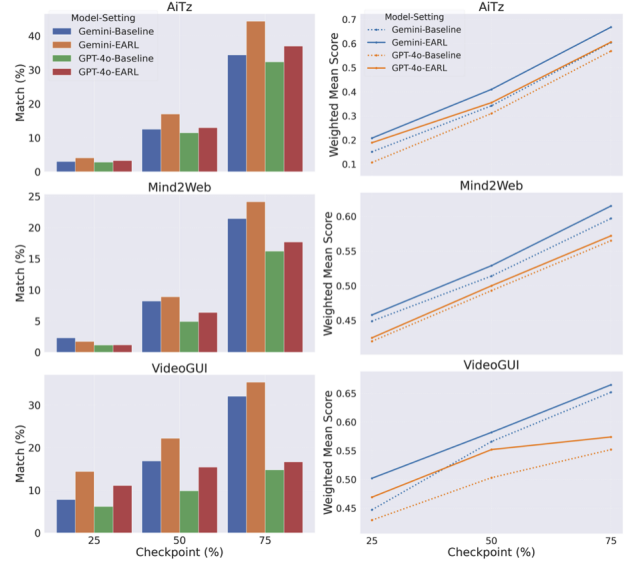 AiTz
Match (%)
40
30
20
10
0
Model-Setting
Gemini-Baseline
Gemini-EARL
GPT-4o-Baseline
GPT-4o-EARL
AiTz
Weighted Mean Score
0.7
0.6
0.5
0.4
0.3
0.2
0.1
Model-Setting
Gemini-Baseline
Gemini-EARL
GPT-4o-Baseline
GPT-4o-EARL
Mind2Web
Match (%)
25
20
15
10
5
0
Mind2Web
Weighted Mean Score
0.60
0.55
0.50
0.45
VideoGUI
Match (%)
30
20
10
0
25
50
75
Checkpoint (%)
VideoGUI
Weighted Mean Score
0.65
0.60
0.55
0.50
0.45
25
50
75
Checkpoint (%)